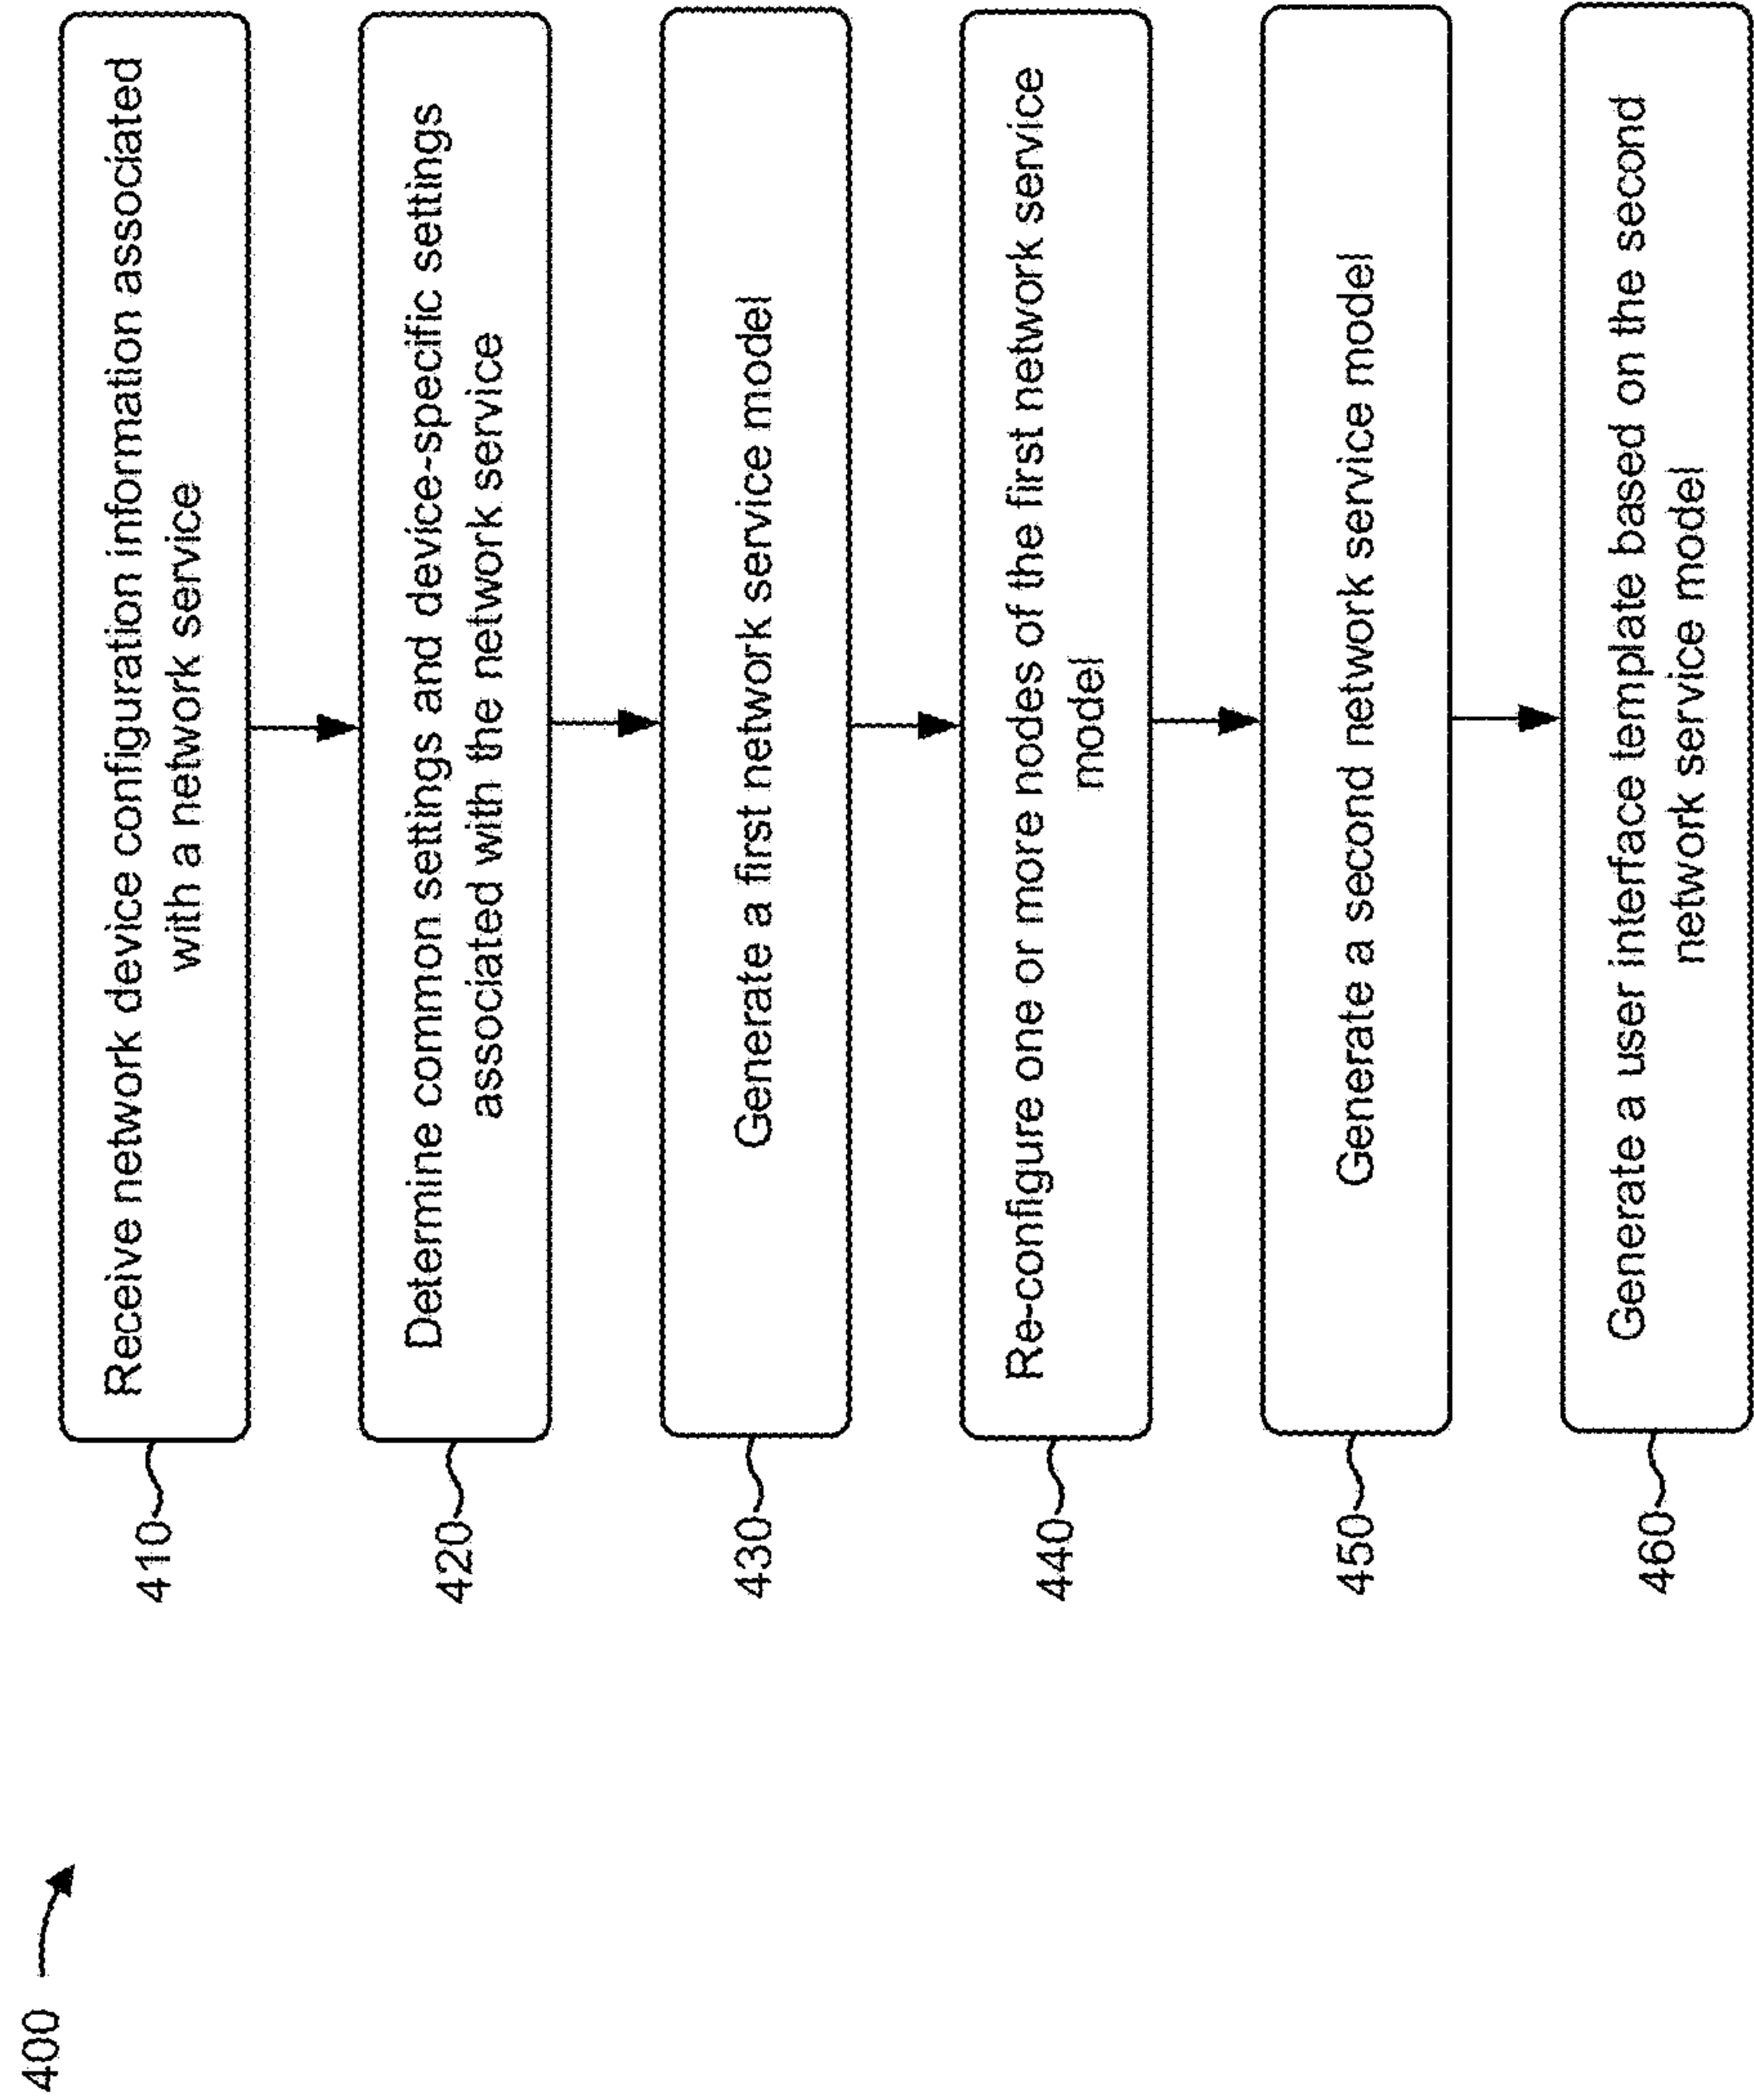 400
410
Receive network device configuration information associated
with a network service
420
Determine common settings and device-specific settings
associated with the network service
430
Generate a first network service model
440
Re-configure one or more nodes of the first network service
model
450
Generate a second network service model
460
Generate a user interface template based on the second
network service model